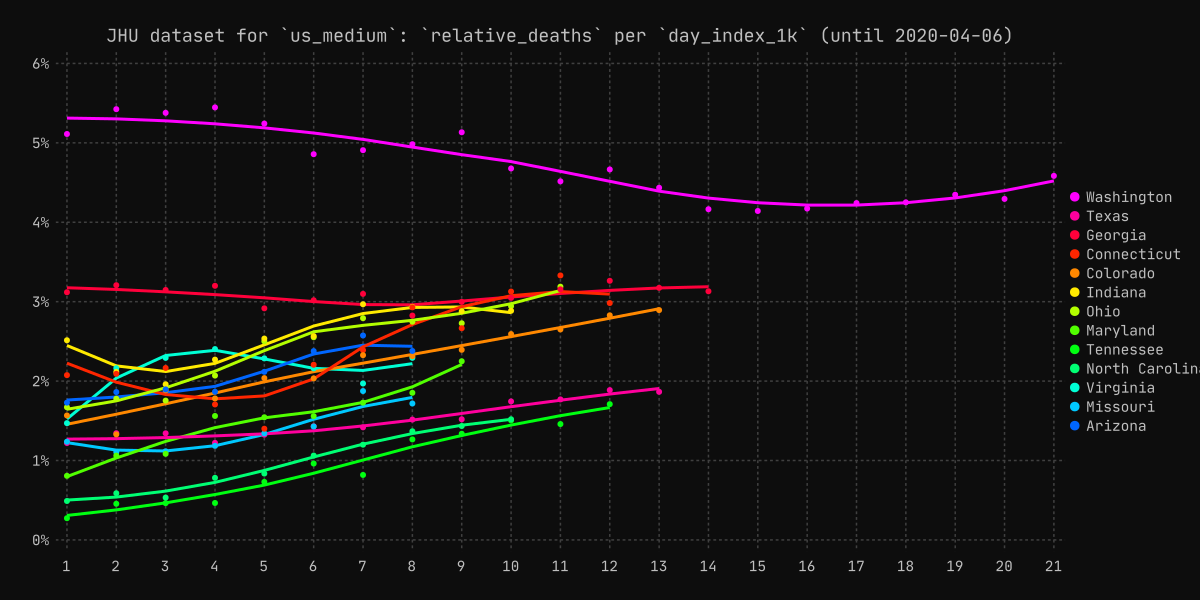 JHU dataset for `us_medium`: `relative_deaths` per `day_index_1k` (until 2020-04-06)
6%
5%
4%
3%
2%
1%
0%
1 2 3 4 5 6 7 8 9 10 11 12 13 14 15 16 17 18 19 20 21
Washington
Texas
Georgia
Connecticut
Colorado
Indiana
Ohio
Maryland
Tennessee
North Carolin
Virginia
Missouri
Arizona